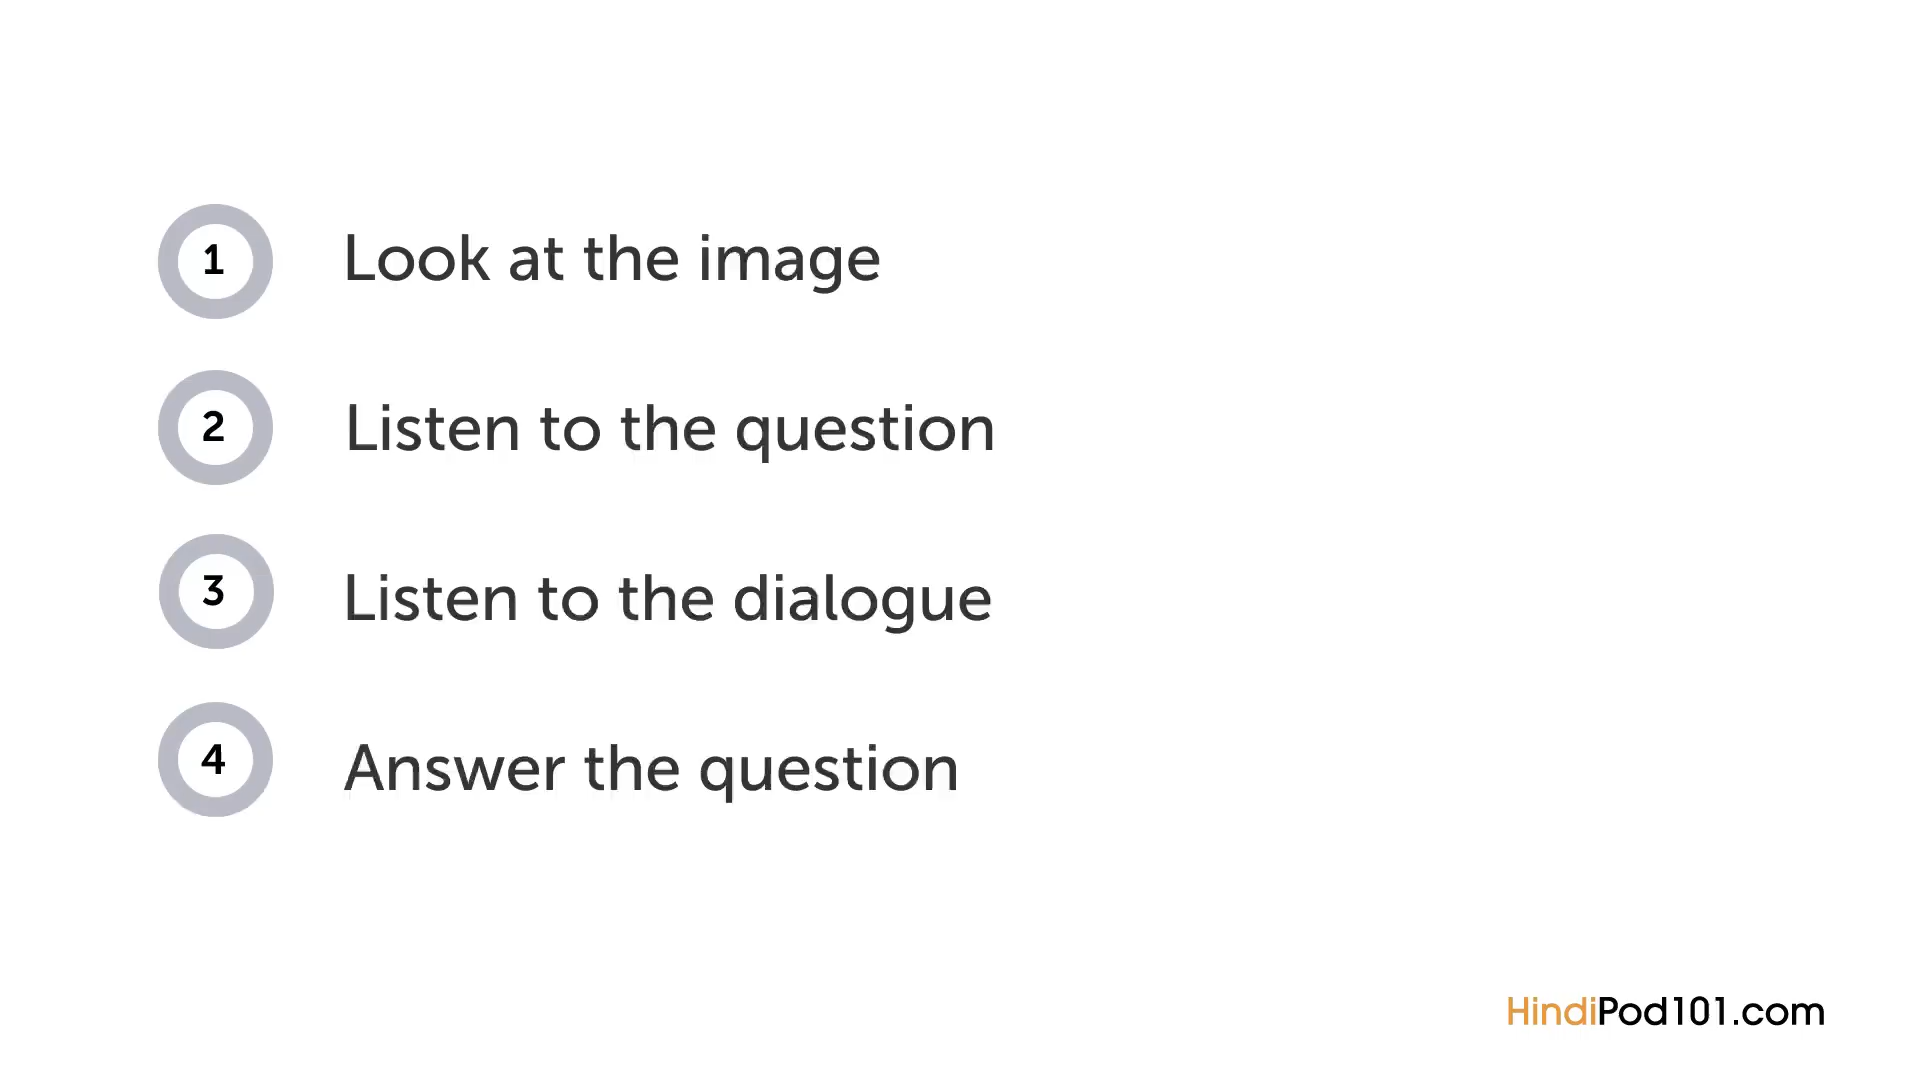 1 Look at the image
2 Listen to the question
3 Listen to the dialogue
4 Answer the question
HindiPod101.com